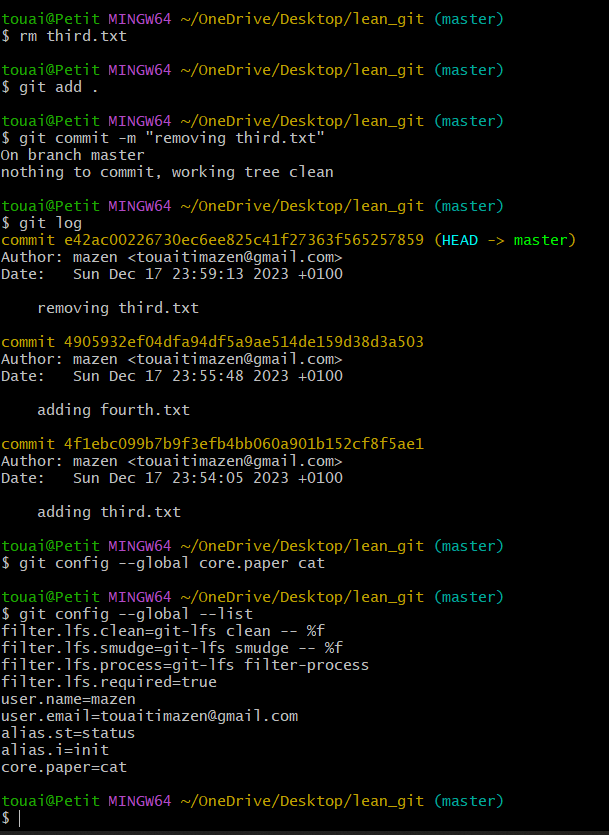 touai@Petit MINGW64 ~/OneDrive/Desktop/lean_git (master)
$ rm third.txt
touai@Petit MINGW64 ~/OneDrive/Desktop/lean_git (master)
$ git add .
touai@Petit MINGW64 ~/OneDrive/Desktop/lean_git (master)
$ git commit -m "removing third.txt"
On branch master
nothing to commit, working tree clean
touai@Petit MINGW64 ~/OneDrive/Desktop/lean_git (master)
$ git log
commit e42ac00226730ec6ee825c41f27363f565257859 (HEAD -> master)
Author: mazen <touaitimazen@gmail.com>
Date:   Sun Dec 17 23:59:13 2023 +0100
    removing third.txt
commit 4905932ef04dfa94df5a9ae514de159d38d3a503
Author: mazen <touaitimazen@gmail.com>
Date:   Sun Dec 17 23:55:48 2023 +0100
    adding fourth.txt
commit 4f1ebc099b7b9f3efb4bb060a901b152cf8f5ae1
Author: mazen <touaitimazen@gmail.com>
Date:   Sun Dec 17 23:54:05 2023 +0100
    adding third.txt
touai@Petit MINGW64 ~/OneDrive/Desktop/lean_git (master)
$ git config --global core.paper cat
touai@Petit MINGW64 ~/OneDrive/Desktop/lean_git (master)
$ git config --global --list
filter.lfs.clean=git-lfs clean -- %f
filter.lfs.smudge=git-lfs smudge -- %f
filter.lfs.process=git-lfs filter-process
filter.lfs.required=true
user.name=mazen
user.email=touaitimazen@gmail.com
alias.st=status
alias.i=init
core.paper=cat
touai@Petit MINGW64 ~/OneDrive/Desktop/lean_git (master)
$